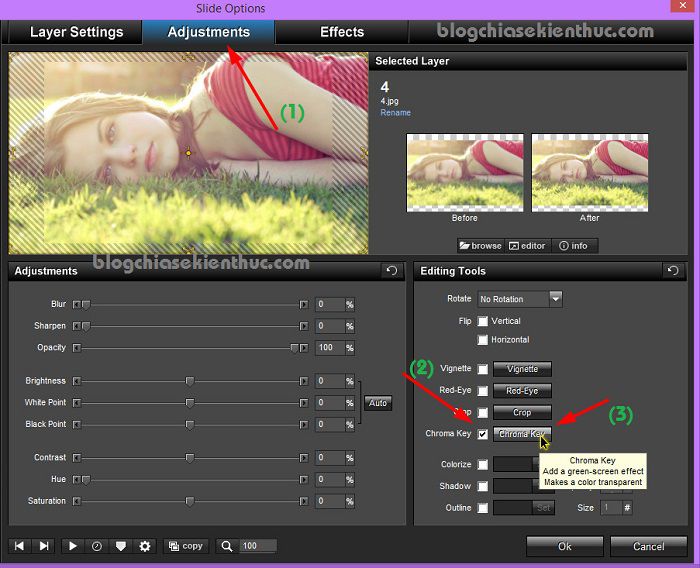 Slide Options
×
Layer Settings Adjustments Effects blogchiasekienthuc.com
Selected Layer
4
4.jpg
Rename
(1)
Before After
browse editor info
blogchiasekienthuc.com
Adjustments
Blur 0 %
Sharpen 0 %
Opacity 100 %
Brightness 0 %
White Point 0 % Auto
Black Point 0 %
Contrast 0 %
Hue 0 %
Saturation 0 %
Editing Tools
Rotate No Rotation
Flip Vertical
Horizontal
(2) Vignette Vignette
Red-Eye Red-Eye
Crop
(3)
Chroma Key Chroma Key
Chroma Key
Add a green-screen effect
Makes a color transparent
Colorize
Shadow
Outline Set Size 1 #
copy 100
Ok Cancel